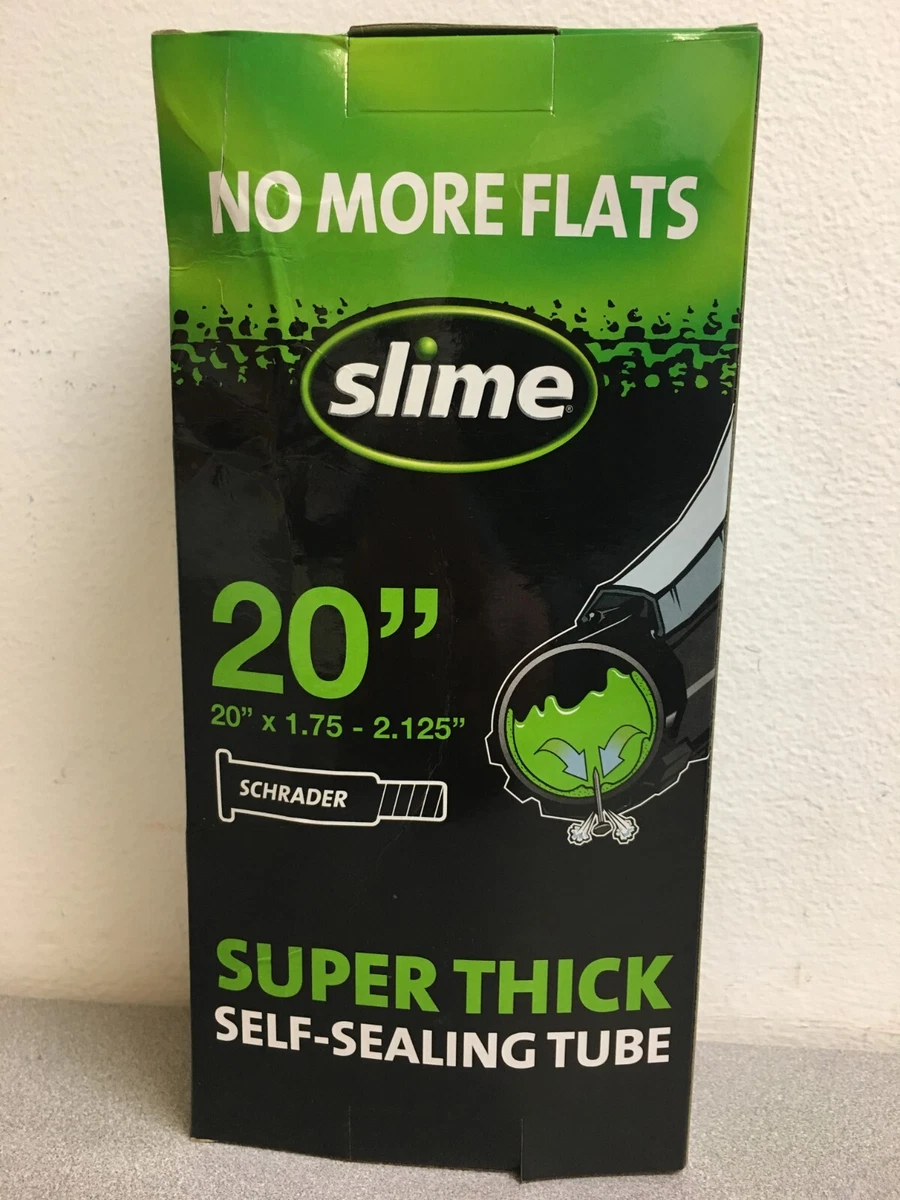 NO MORE FLATS
slime®
20”
20” x 1.75 - 2.125”
SCHRADER
SUPER THICK
SELF-SEALING TUBE